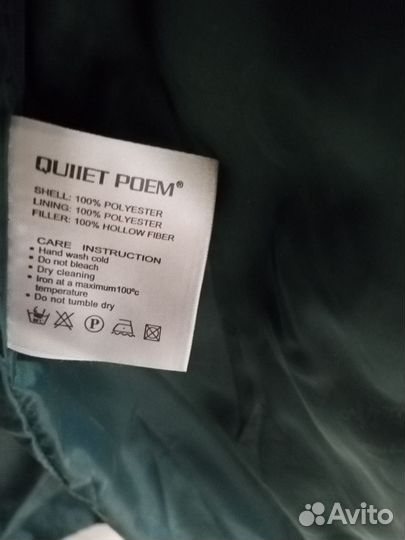 QUIIET POEM®
SHELL: 100% POLYESTER
LINING: 100% POLYESTER
FILLER: 100% HOLLOW FIBER
CARE INSTRUCTION
• Hand wash cold
• Do not bleach
• Dry cleaning
• Iron at a maximum100°c
temperature
• Do not tumble dry
P
Avito